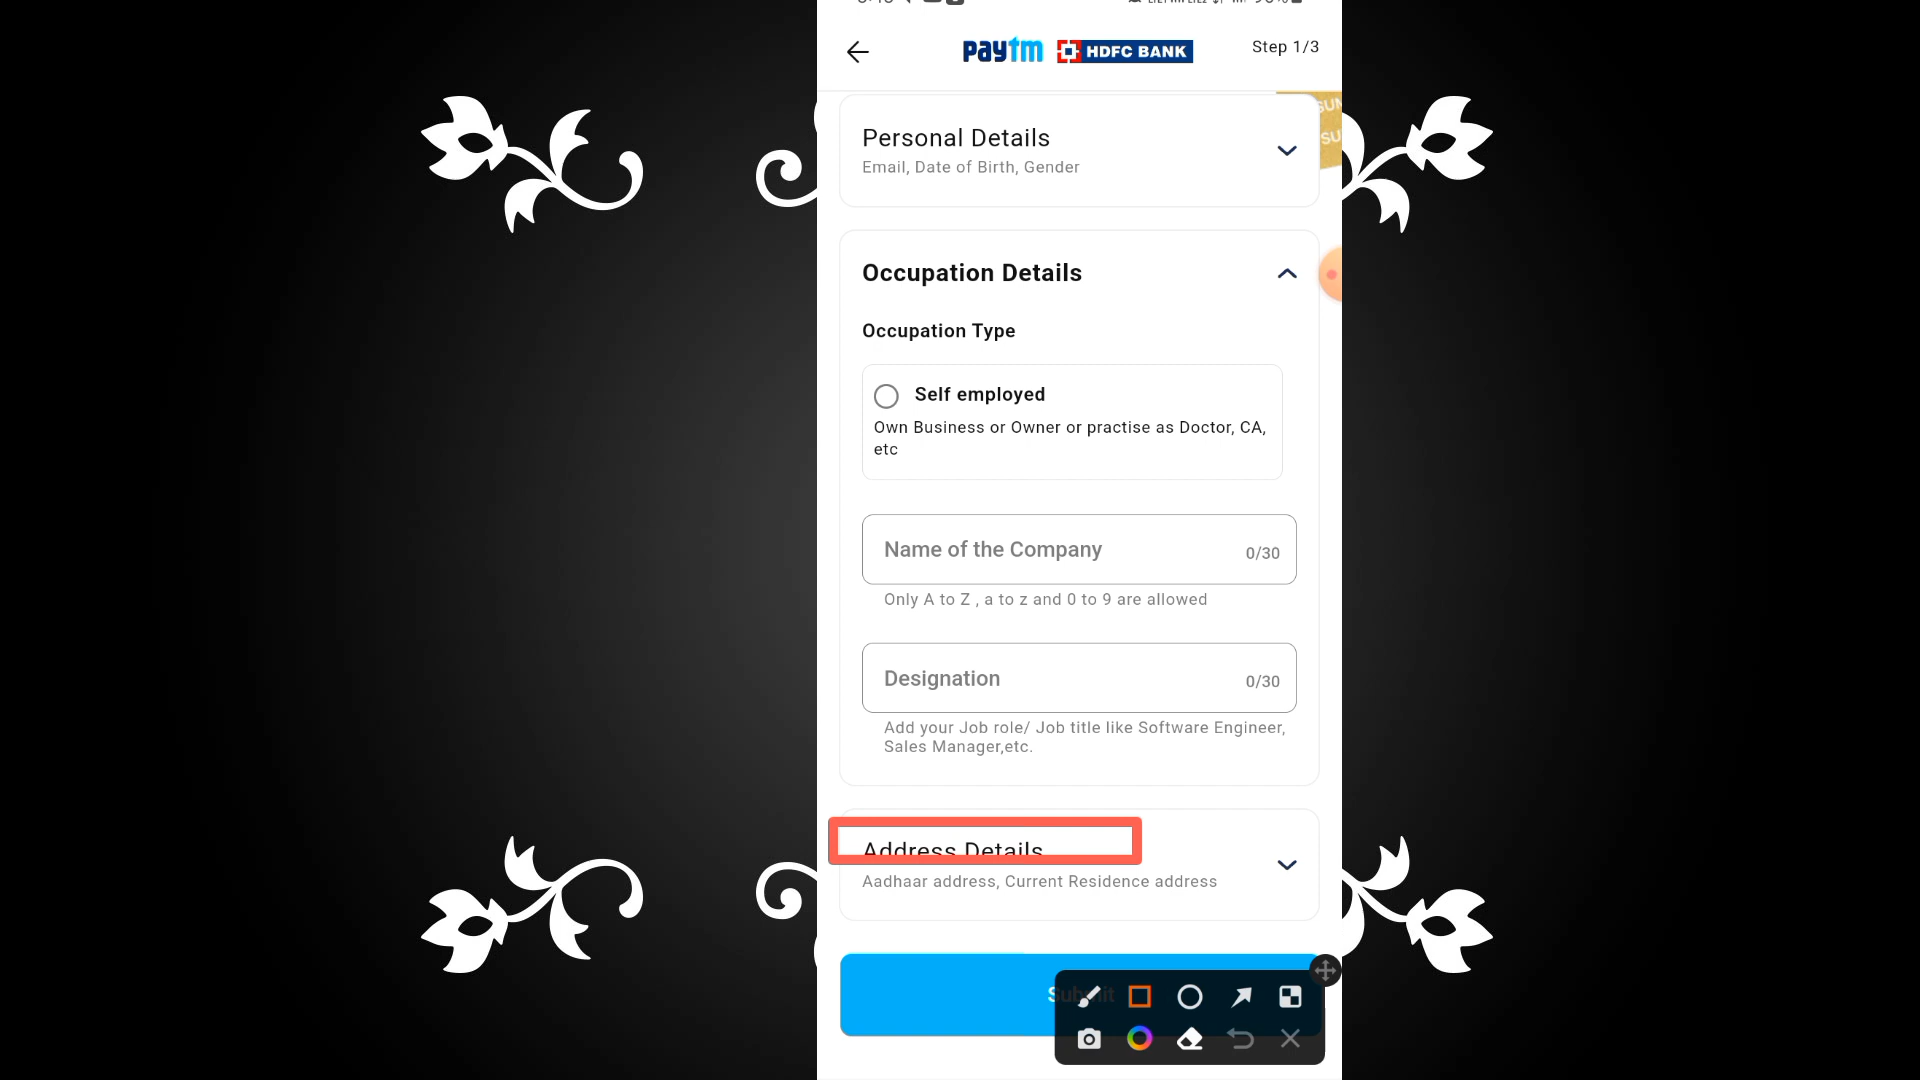 paytm HDFC BANK Step 1/3
Personal Details
Email, Date of Birth, Gender
Occupation Details
Occupation Type
Self employed
Own Business or Owner or practise as Doctor, CA,
etc
Name of the Company 0/30
Only A to Z , a to z and 0 to 9 are allowed
Designation 0/30
Add your Job role/ Job title like Software Engineer,
Sales Manager,etc.
Address Details
Aadhaar address, Current Residence address
Submit